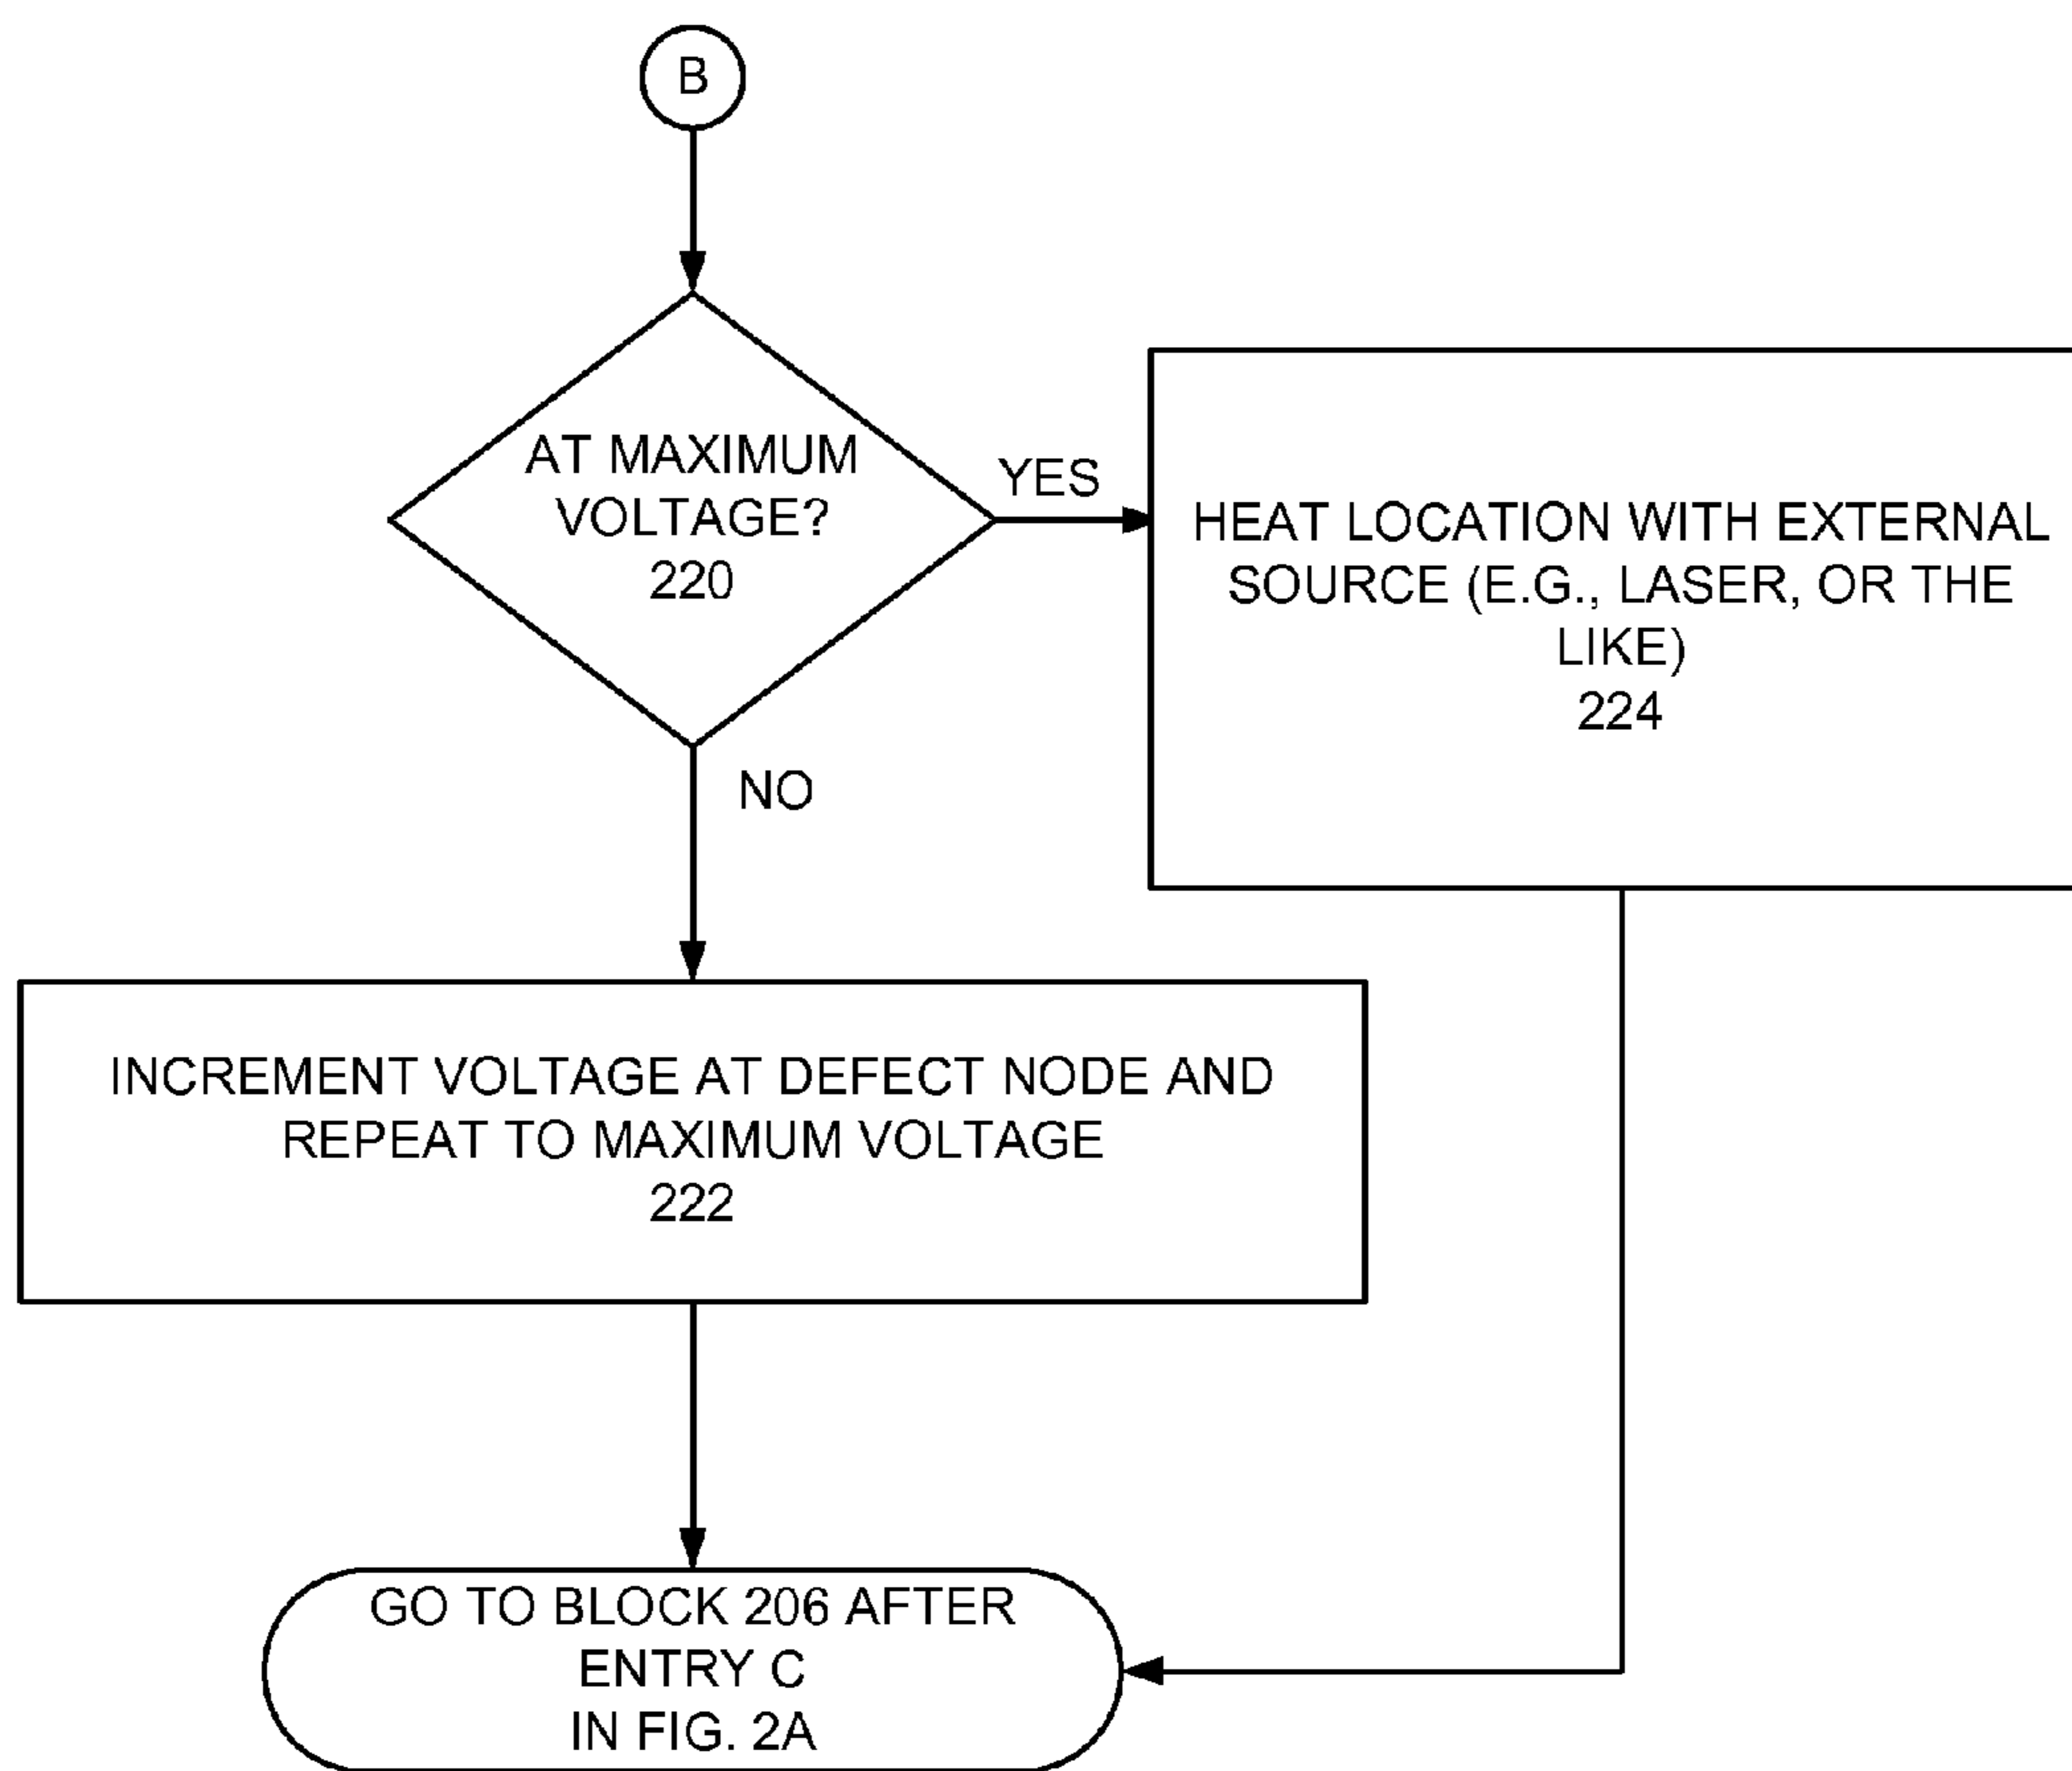 B
AT MAXIMUM
VOLTAGE?
220
YES
HEAT LOCATION WITH EXTERNAL
SOURCE (E.G., LASER, OR THE
LIKE)
224
NO
INCREMENT VOLTAGE AT DEFECT NODE AND
REPEAT TO MAXIMUM VOLTAGE
222
GO TO BLOCK 206 AFTER
ENTRY C
IN FIG. 2A